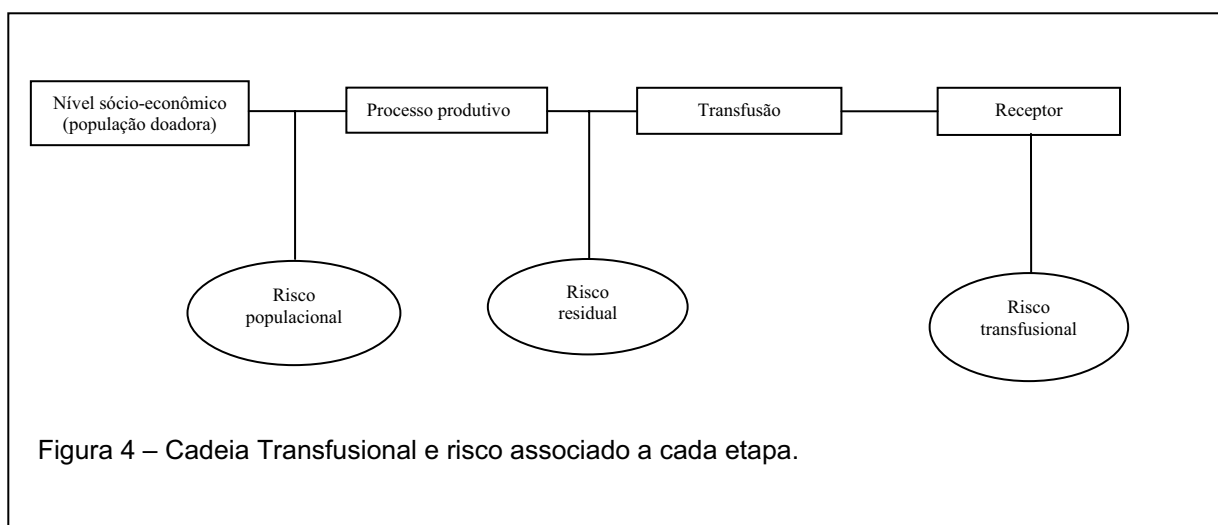 Nível sócio-econômico
(população doadora)
Processo produtivo
Transfusão
Receptor
Risco
populacional
Risco
residual
Risco
transfusional
Figura 4 – Cadeia Transfusional e risco associado a cada etapa.